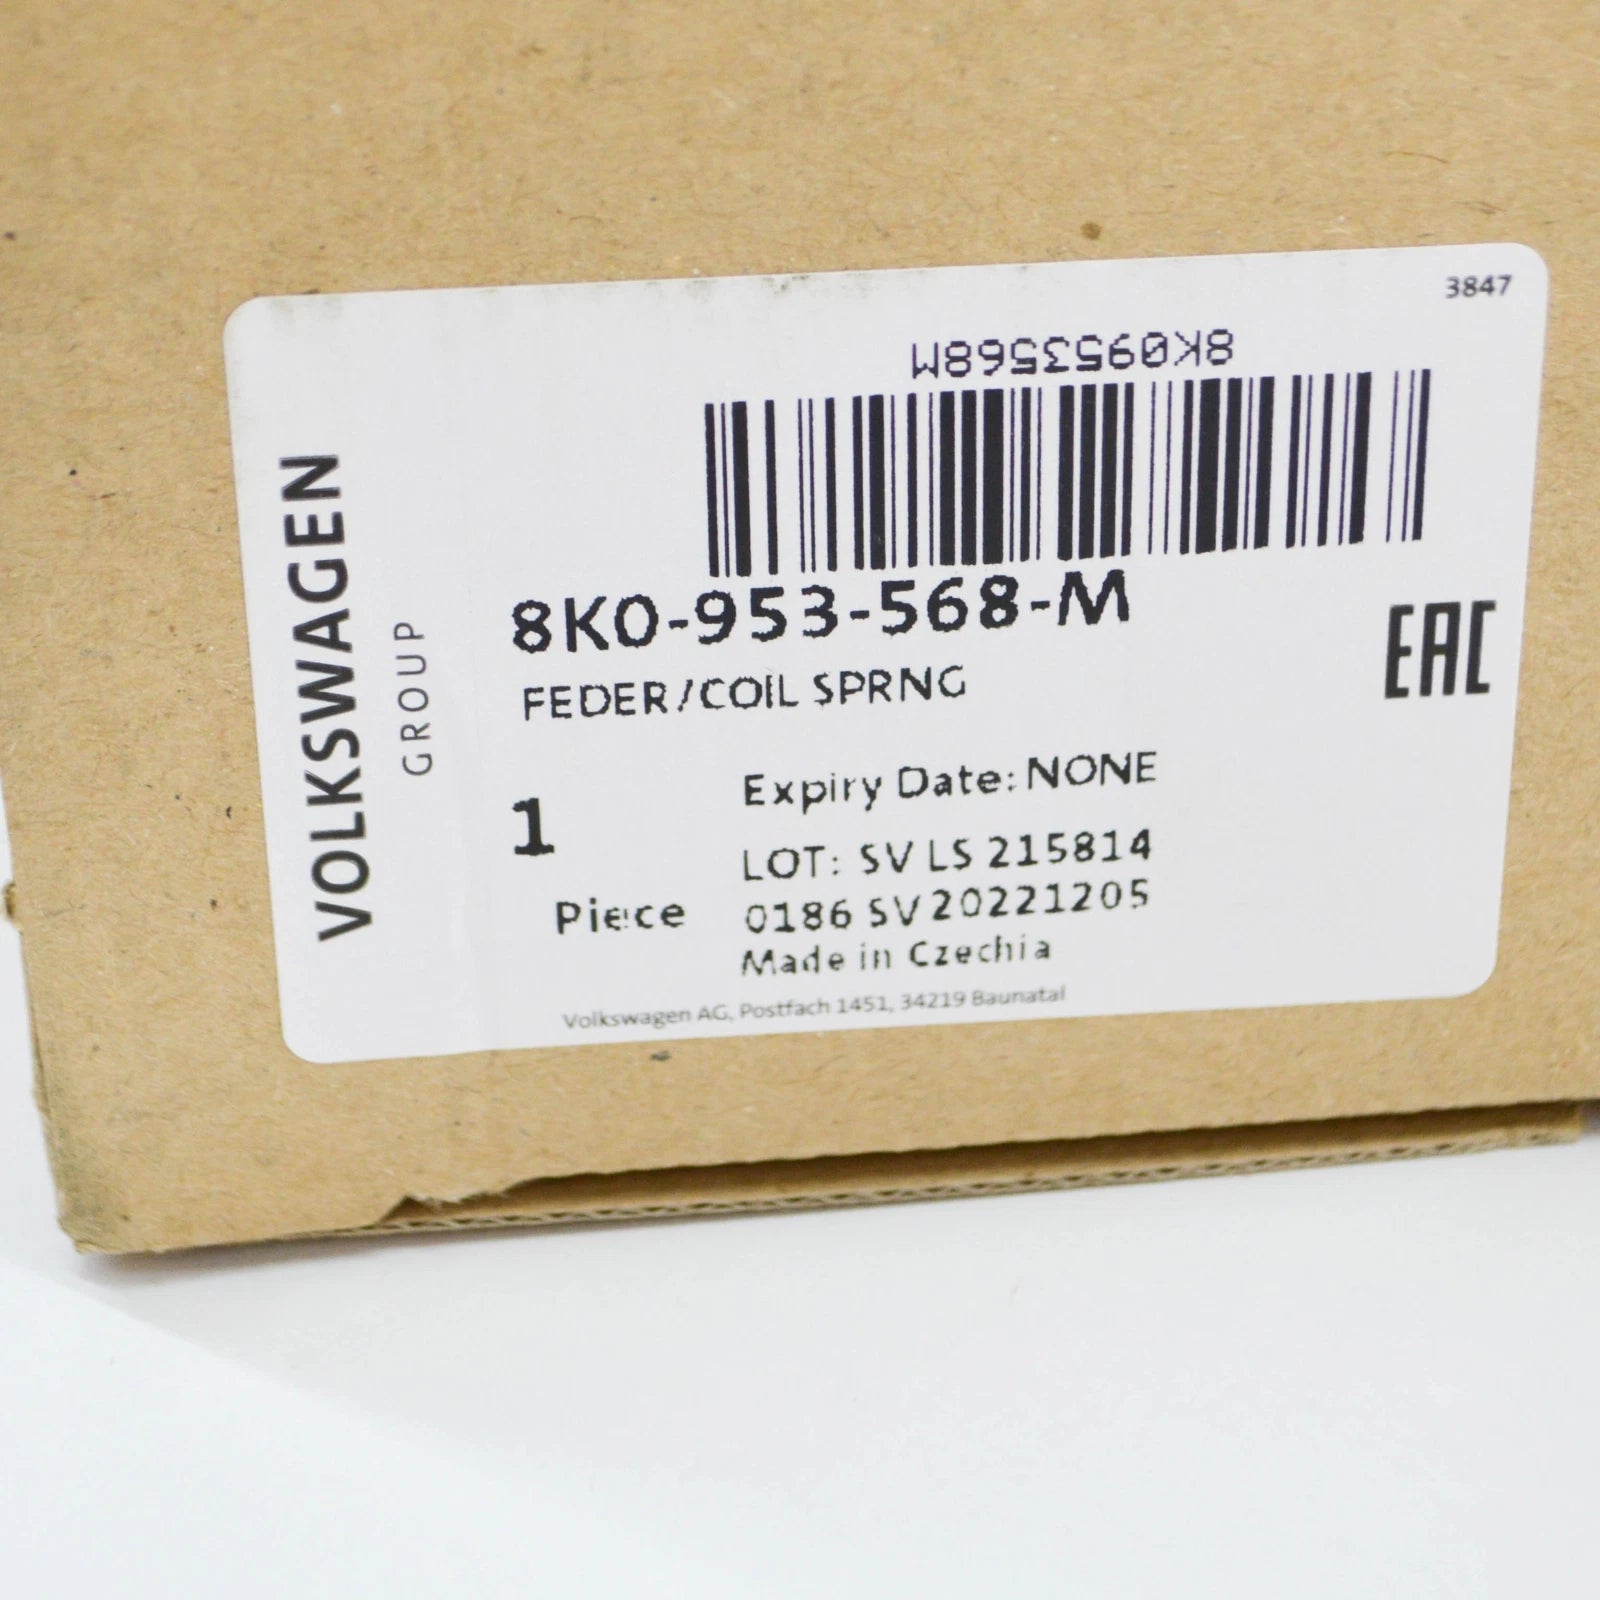 3847
8K0953568M
8K0-953-568-M
FEDER/COIL SPRNG
EAC
VOLKSWAGEN
GROUP
Expiry Date: NONE
1
Piece
LOT: SV LS 215814
0186 SV 20221205
Made in Czechia
Volkswagen AG, Postfach 1451, 34219 Baunatal